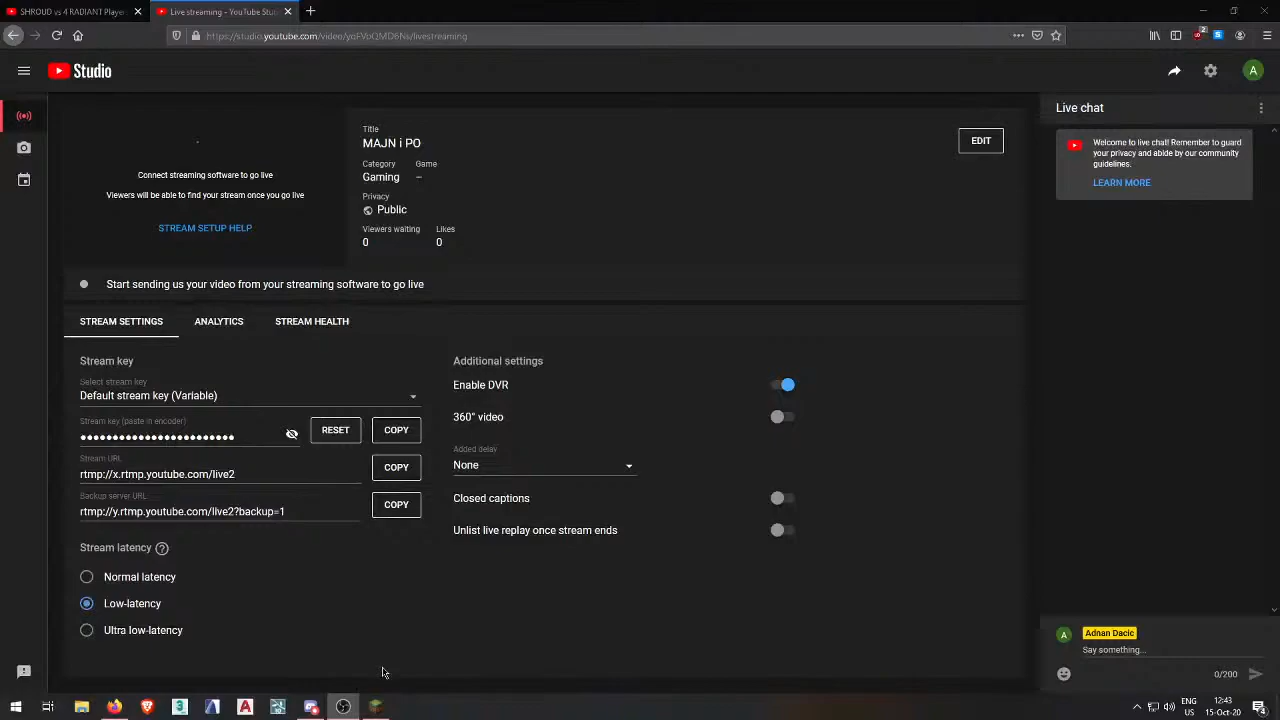 SHROUD vs 4 RADIANT Player
Live streaming - YouTube Stu
https://studio.youtube.com/video/yoFVbQMD6Ns/livestreaming
Studio
A
Live chat
Welcome to live chat! Remember to guard
your privacy and abide by our community
guidelines.
LEARN MORE
Connect streaming software to go live
Viewers will be able to find your stream once you go live
STREAM SETUP HELP
Title
MAJN i PO
EDIT
Category Game
Gaming –
Privacy
Public
Viewers waiting Likes
0 0
Start sending us your video from your streaming software to go live
STREAM SETTINGS ANALYTICS STREAM HEALTH
Stream key
Select stream key
Default stream key (Variable)
Stream key (paste in encoder)
RESET COPY
Stream URL
rtmp://x.rtmp.youtube.com/live2
COPY
Backup server URL
rtmp://y.rtmp.youtube.com/live2?backup=1
COPY
Stream latency
Normal latency
Low-latency
Ultra low-latency
Additional settings
Enable DVR
360° video
Added delay
None
Closed captions
Unlist live replay once stream ends
A Adnan Dacic
Say something...
0/200
ENG
US
12:43
15-Oct-20